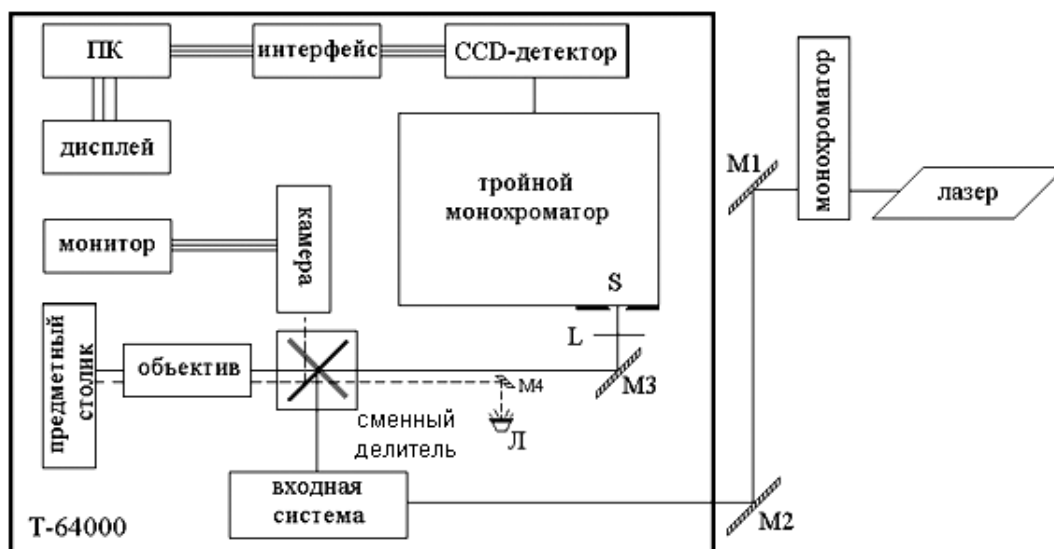 ПК
интерфейс
CCD-детектор
дисплей
тройной
монохроматор
M1
монохроматор
лазер
монитор
камера
S
L
M3
предметный
столик
объектив
M4
Л
сменный
делитель
входная
система
M2
T-64000